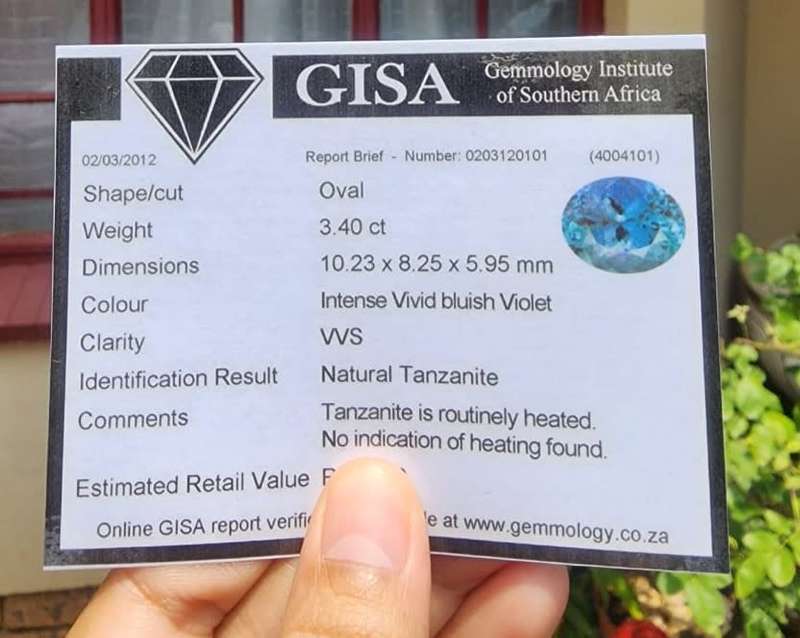 GISA
Gemmology Institute
of Southern Africa
02/03/2012 Report Brief - Number: 0203120101 (4004101)
Shape/cut Oval
Weight 3.40 ct
Dimensions 10.23 x 8.25 x 5.95 mm
Colour Intense Vivid bluish Violet
Clarity VVS
Identification Result Natural Tanzanite
Comments Tanzanite is routinely heated.
No indication of heating found.
Estimated Retail Value
Online GISA report at www.gemmology.co.za